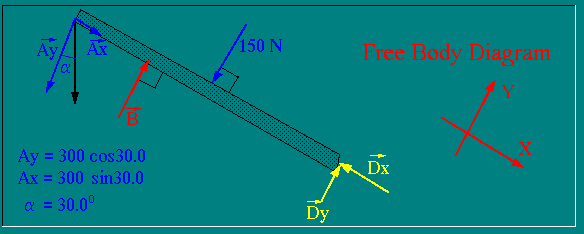 Free Body Diagram
150 N
Ay
Ax
α
B
Y
X
Dx
Dy
Ay = 300 cos30.0
Ax = 300 sin30.0
α = 30.0⁰